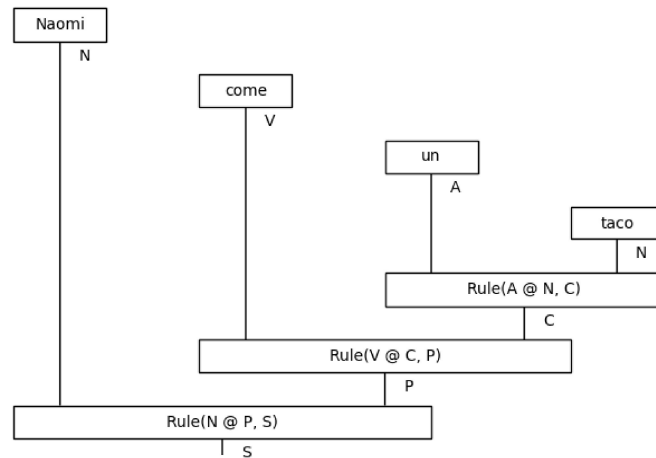 Naomi
N
come
V
un
A
taco
N
Rule(A @ N, C)
C
Rule(V @ C, P)
P
Rule(N @ P, S)
S